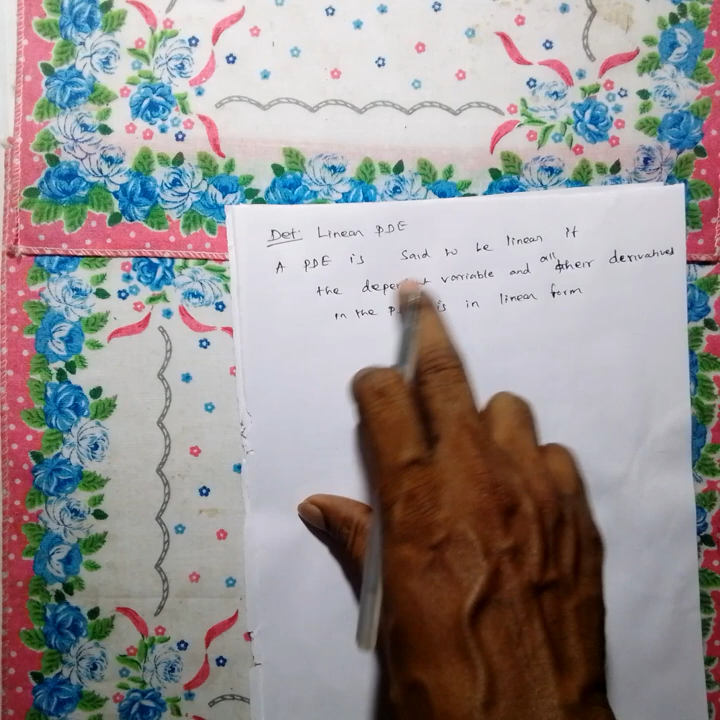 Def: Linear PDE
A PDE is said to be linear if
the variable and all their derivatives
in the is in linear form